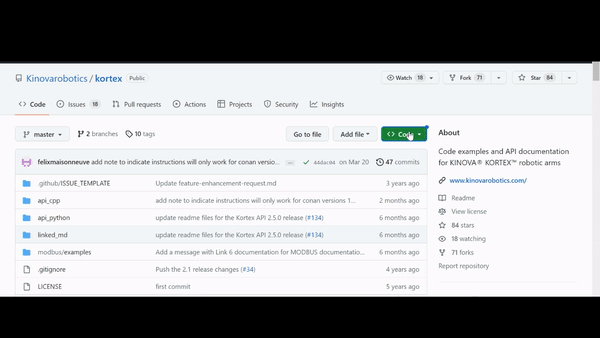 Kinovarobotics / kortex Public
Watch 18 Fork 71 Star 84
Code Issues 18 Pull requests Actions Projects Security Insights
master 2 branches 10 tags Go to file Add file Code
felixmaisonneuve add note to indicate instructions will only work for conan versio... ... 44dac04 on Mar 20 47 commits
.github/ISSUE_TEMPLATE Update feature-enhancement-request.md 3 years ago
api_cpp add note to indicate instructions will only work for conan versions 1... 2 months ago
api_python update readme files for the Kortex API 2.5.0 release (#134) 6 months ago
linked_md update readme files for the Kortex API 2.5.0 release (#134) 6 months ago
modbus/examples Add a message with Link 6 documentation for MODBUS documentatio... 6 months ago
.gitignore Push the 2.1 release changes (#34) 4 years ago
LICENSE first commit 5 years ago
About
Code examples and API documentation
for KINOVA® KORTEX™ robotic arms
www.kinovarobotics.com/
Readme
View license
84 stars
18 watching
71 forks
Report repository